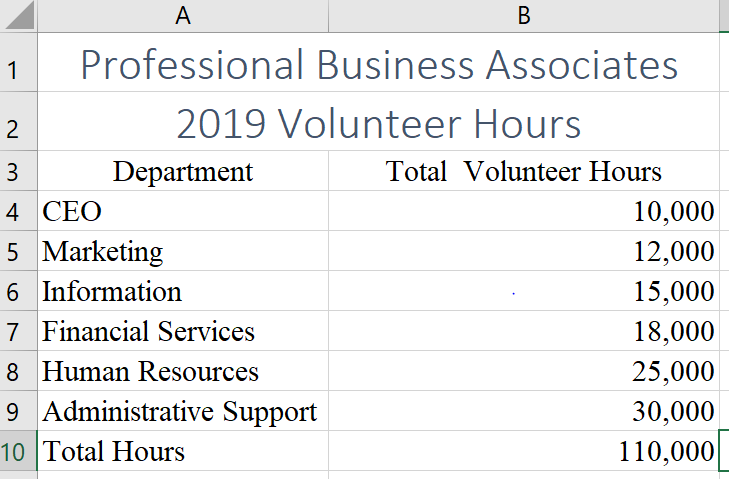 A B
1 Professional Business Associates
2 2019 Volunteer Hours
3 Department Total  Volunteer Hours
4 CEO 10,000
5 Marketing 12,000
6 Information 15,000
7 Financial Services 18,000
8 Human Resources 25,000
9 Administrative Support 30,000
10 Total Hours 110,000